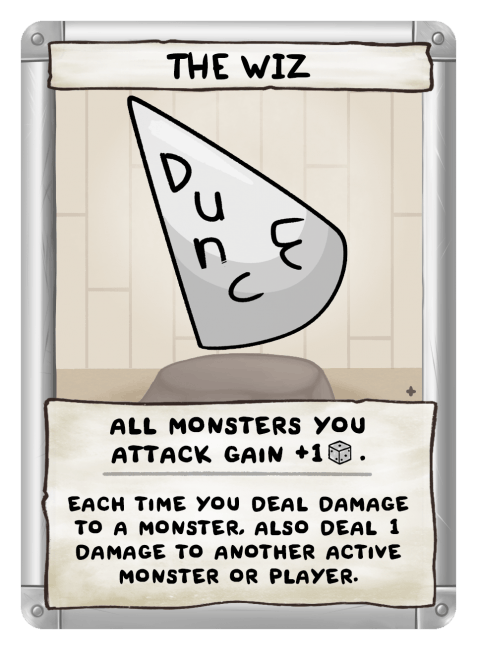 THE WIZ
DUNCE
ALL MONSTERS YOU
ATTACK GAIN +1 .
EACH TIME YOU DEAL DAMAGE
TO A MONSTER, ALSO DEAL 1
DAMAGE TO ANOTHER ACTIVE
MONSTER OR PLAYER.